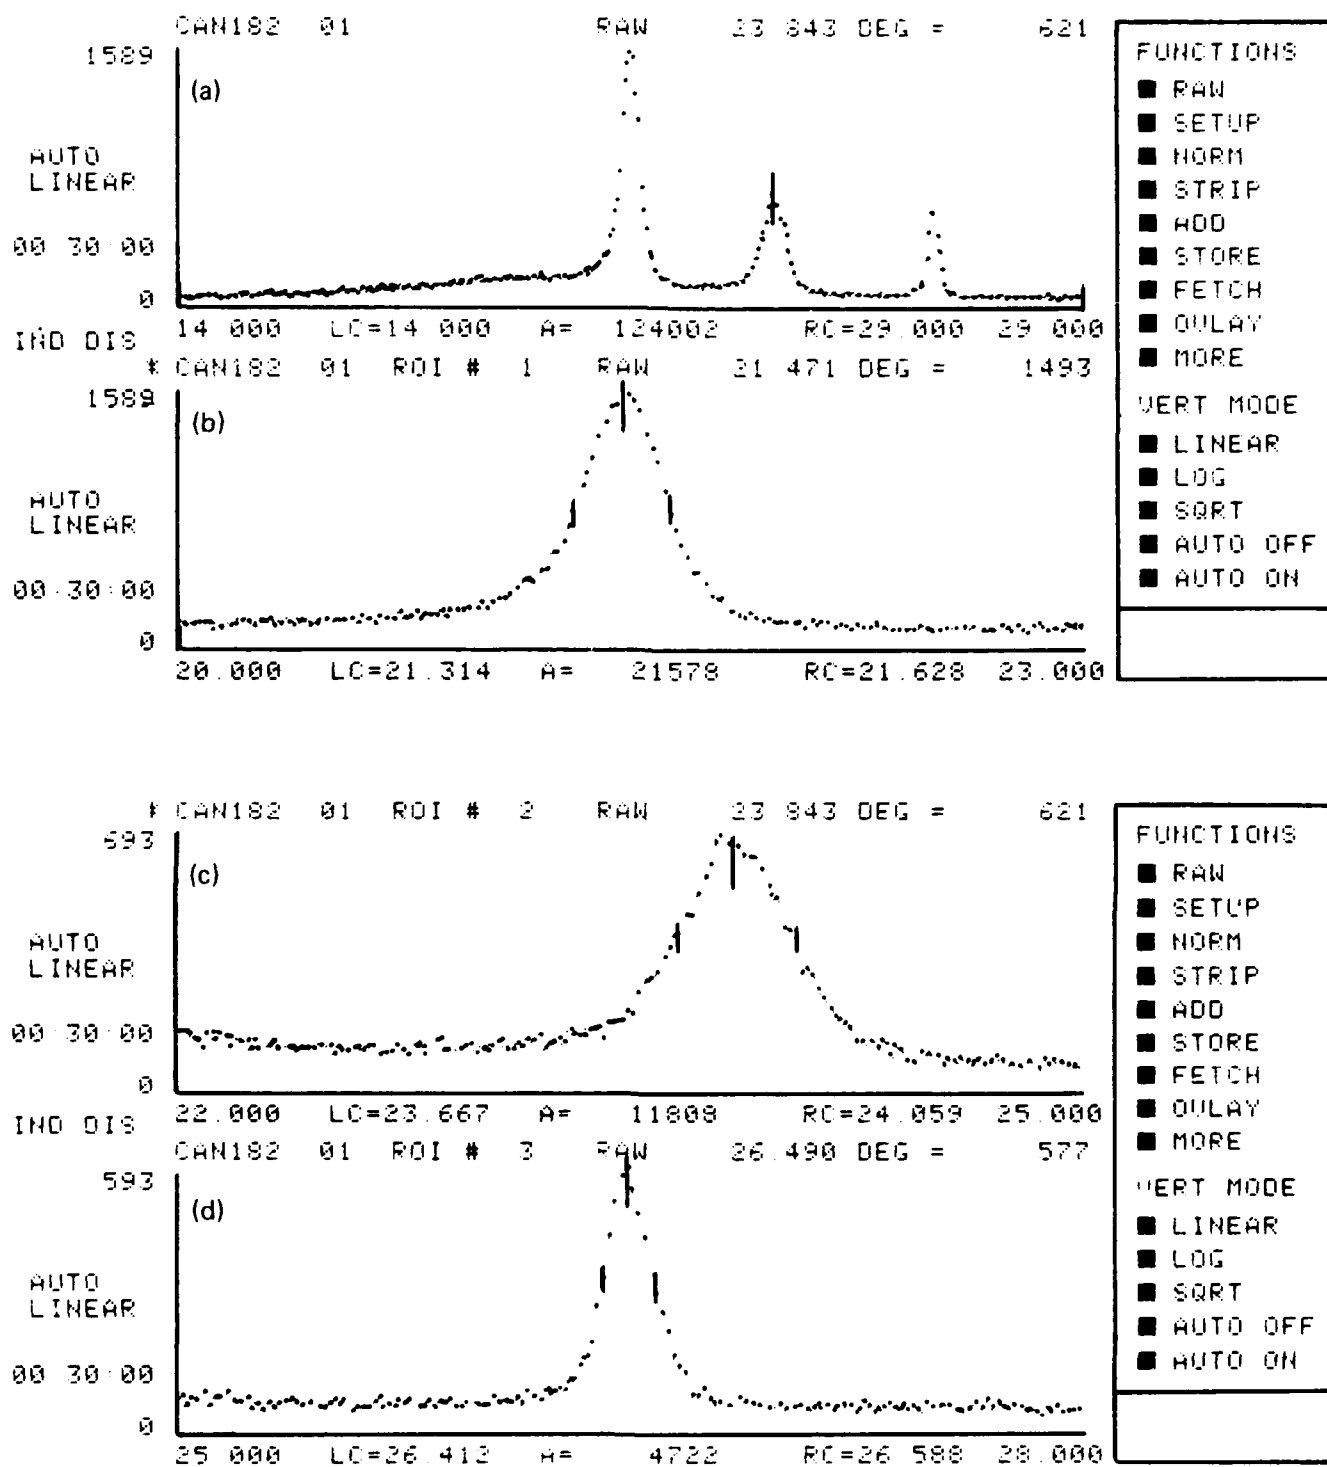 CAN182 01 RAW 23 843 DEG = 621
1589
(a)
AUTO
LINEAR
00 30 00
0
14 000 LC=14 000 A= 124002 RC=29.000 29 000
IND DIS
* CAN182 01 ROI # 1 RAW 21 471 DEG = 1493
1589
(b)
AUTO
LINEAR
00 30:00
0
20.000 LC=21.314 A= 21578 RC=21.628 23.000
FUNCTIONS
RAW
SETUP
NORM
STRIP
ADD
STORE
FETCH
OVLAY
MORE
VERT MODE
LINEAR
LOG
SQRT
AUTO OFF
AUTO ON
* CAN182 01 ROI # 2 RAW 23 843 DEG = 621
693
(c)
AUTO
LINEAR
00 30:00
0
22.000 LC=23.667 A= 11808 RC=24.059 25.000
IND DIS
CAN182 01 ROI # 3 RAW 26.490 DEG = 577
593
(d)
AUTO
LINEAR
00 30:00
0
25 000 LC=26.412 A= 4722 RC=26 588 28.000
FUNCTIONS
RAW
SETUP
NORM
STRIP
ADD
STORE
FETCH
OVLAY
MORE
VERT MODE
LINEAR
LOG
SQRT
AUTO OFF
AUTO ON